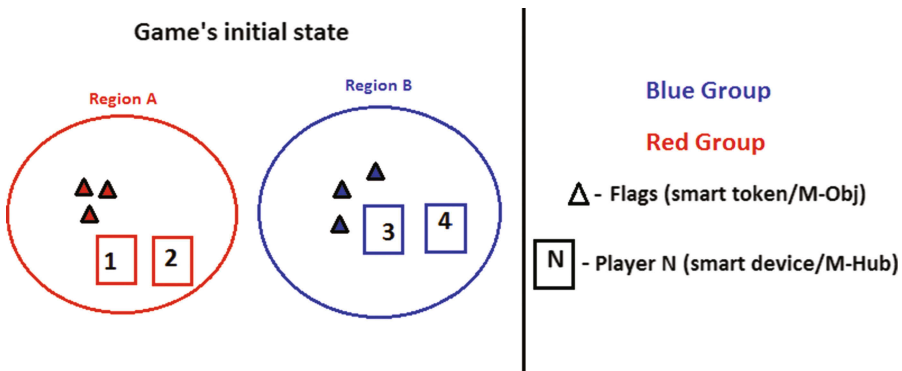 Game's initial state
Region A
Region B
1
2
3
4
Blue Group
Red Group
- Flags (smart token/M-Obj)
N - Player N (smart device/M-Hub)